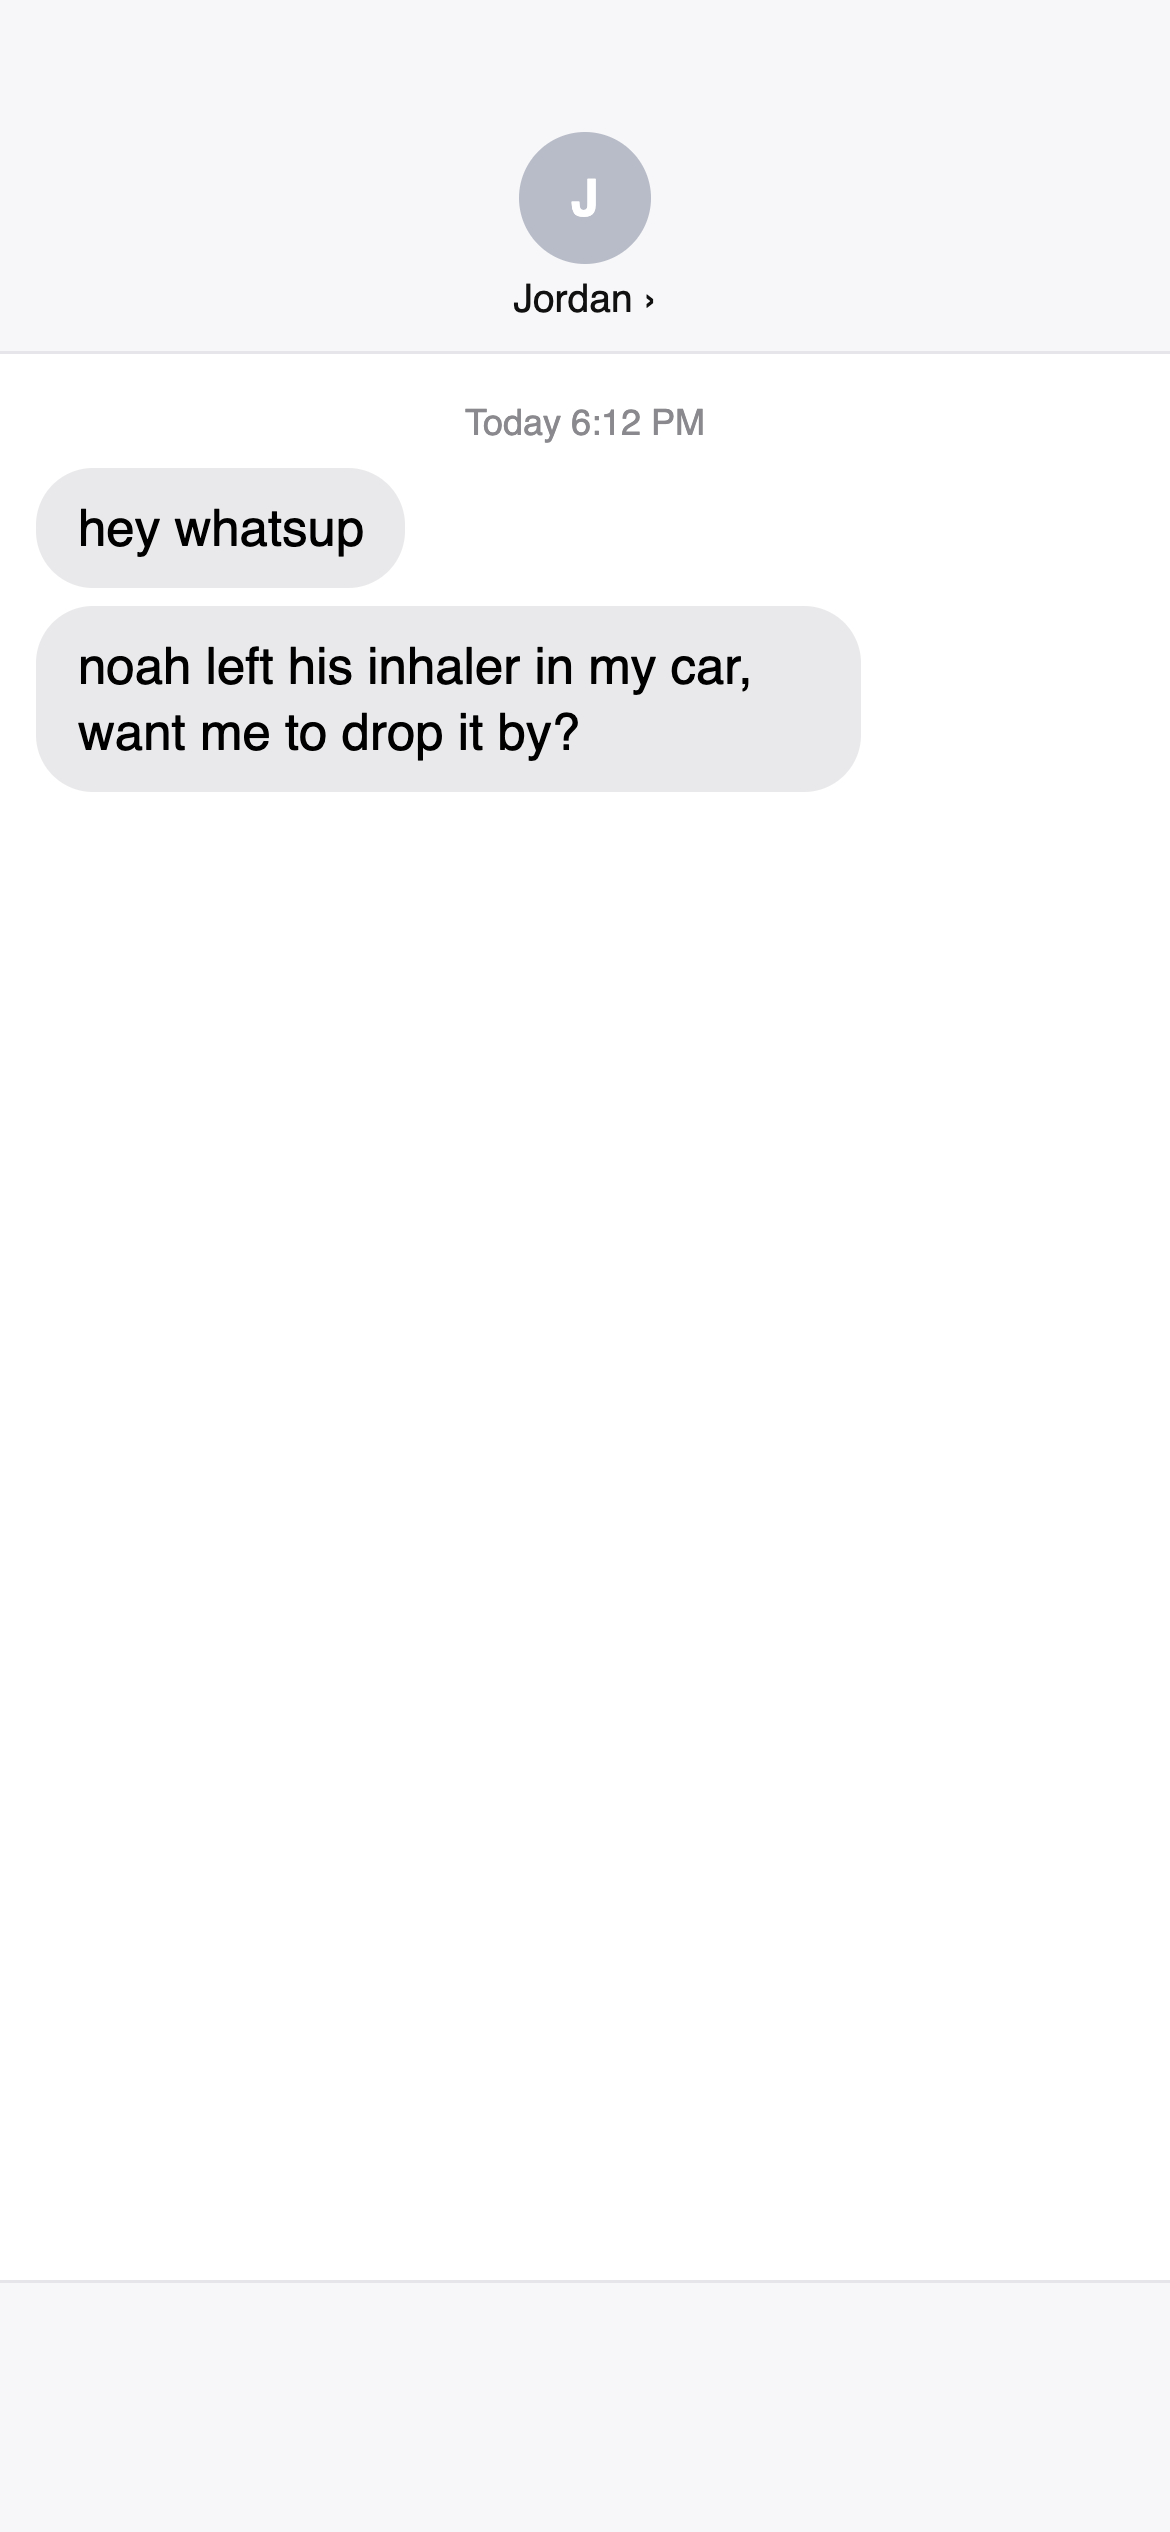 J
Jordan ›
Today 6:12 PM
hey whatsup
noah left his inhaler in my car,
want me to drop it by?